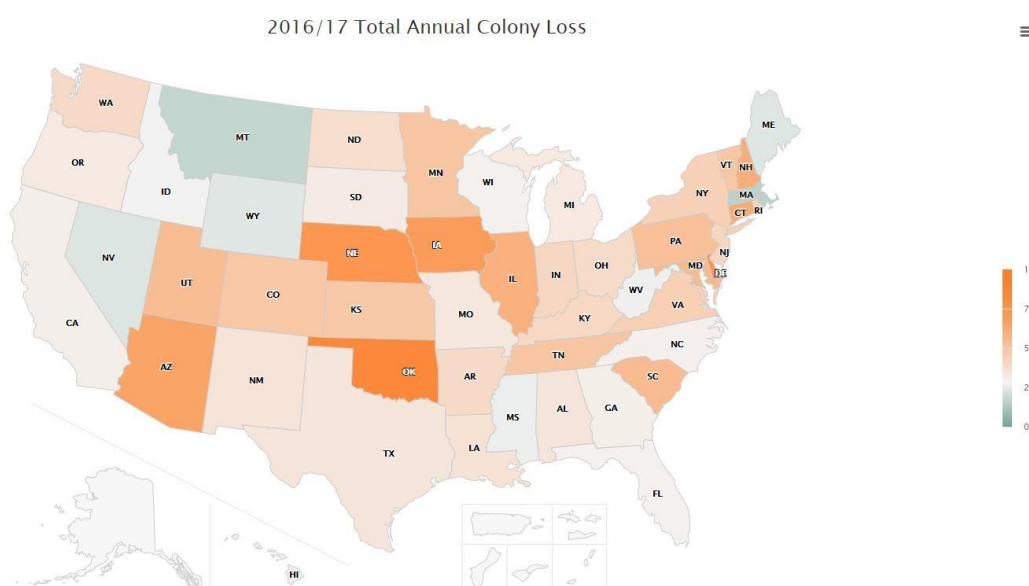 2016/17 Total Annual Colony Loss
WA
MT
ND
ME
OR
MN
VT
NH
ID
WI
SD
MI
NY
MA
CT
RI
WY
NE
IA
PA
NJ
NV
OH
MD
DE
UT
IL
IN
CO
WV
KS
MO
VA
CA
KY
NC
TN
AZ
OK
AR
SC
NM
MS
AL
GA
LA
TX
FL
HI
1
7
5
2
0